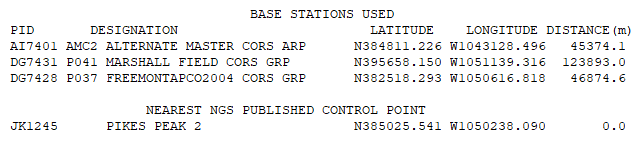 BASE STATIONS USED
PID DESIGNATION LATITUDE LONGITUDE DISTANCE(m)
AI7401 AMC2 ALTERNATE MASTER CORS ARP N384811.226 W1043128.496 45374.1
DG7431 P041 MARSHALL FIELD CORS GRP N395658.150 W1051139.316 123893.0
DG7428 P037 FREEMONTAPCO2004 CORS GRP N382518.293 W1050616.818 46874.6
NEAREST NGS PUBLISHED CONTROL POINT
JK1245 PIKES PEAK 2 N385025.541 W1050238.090 0.0